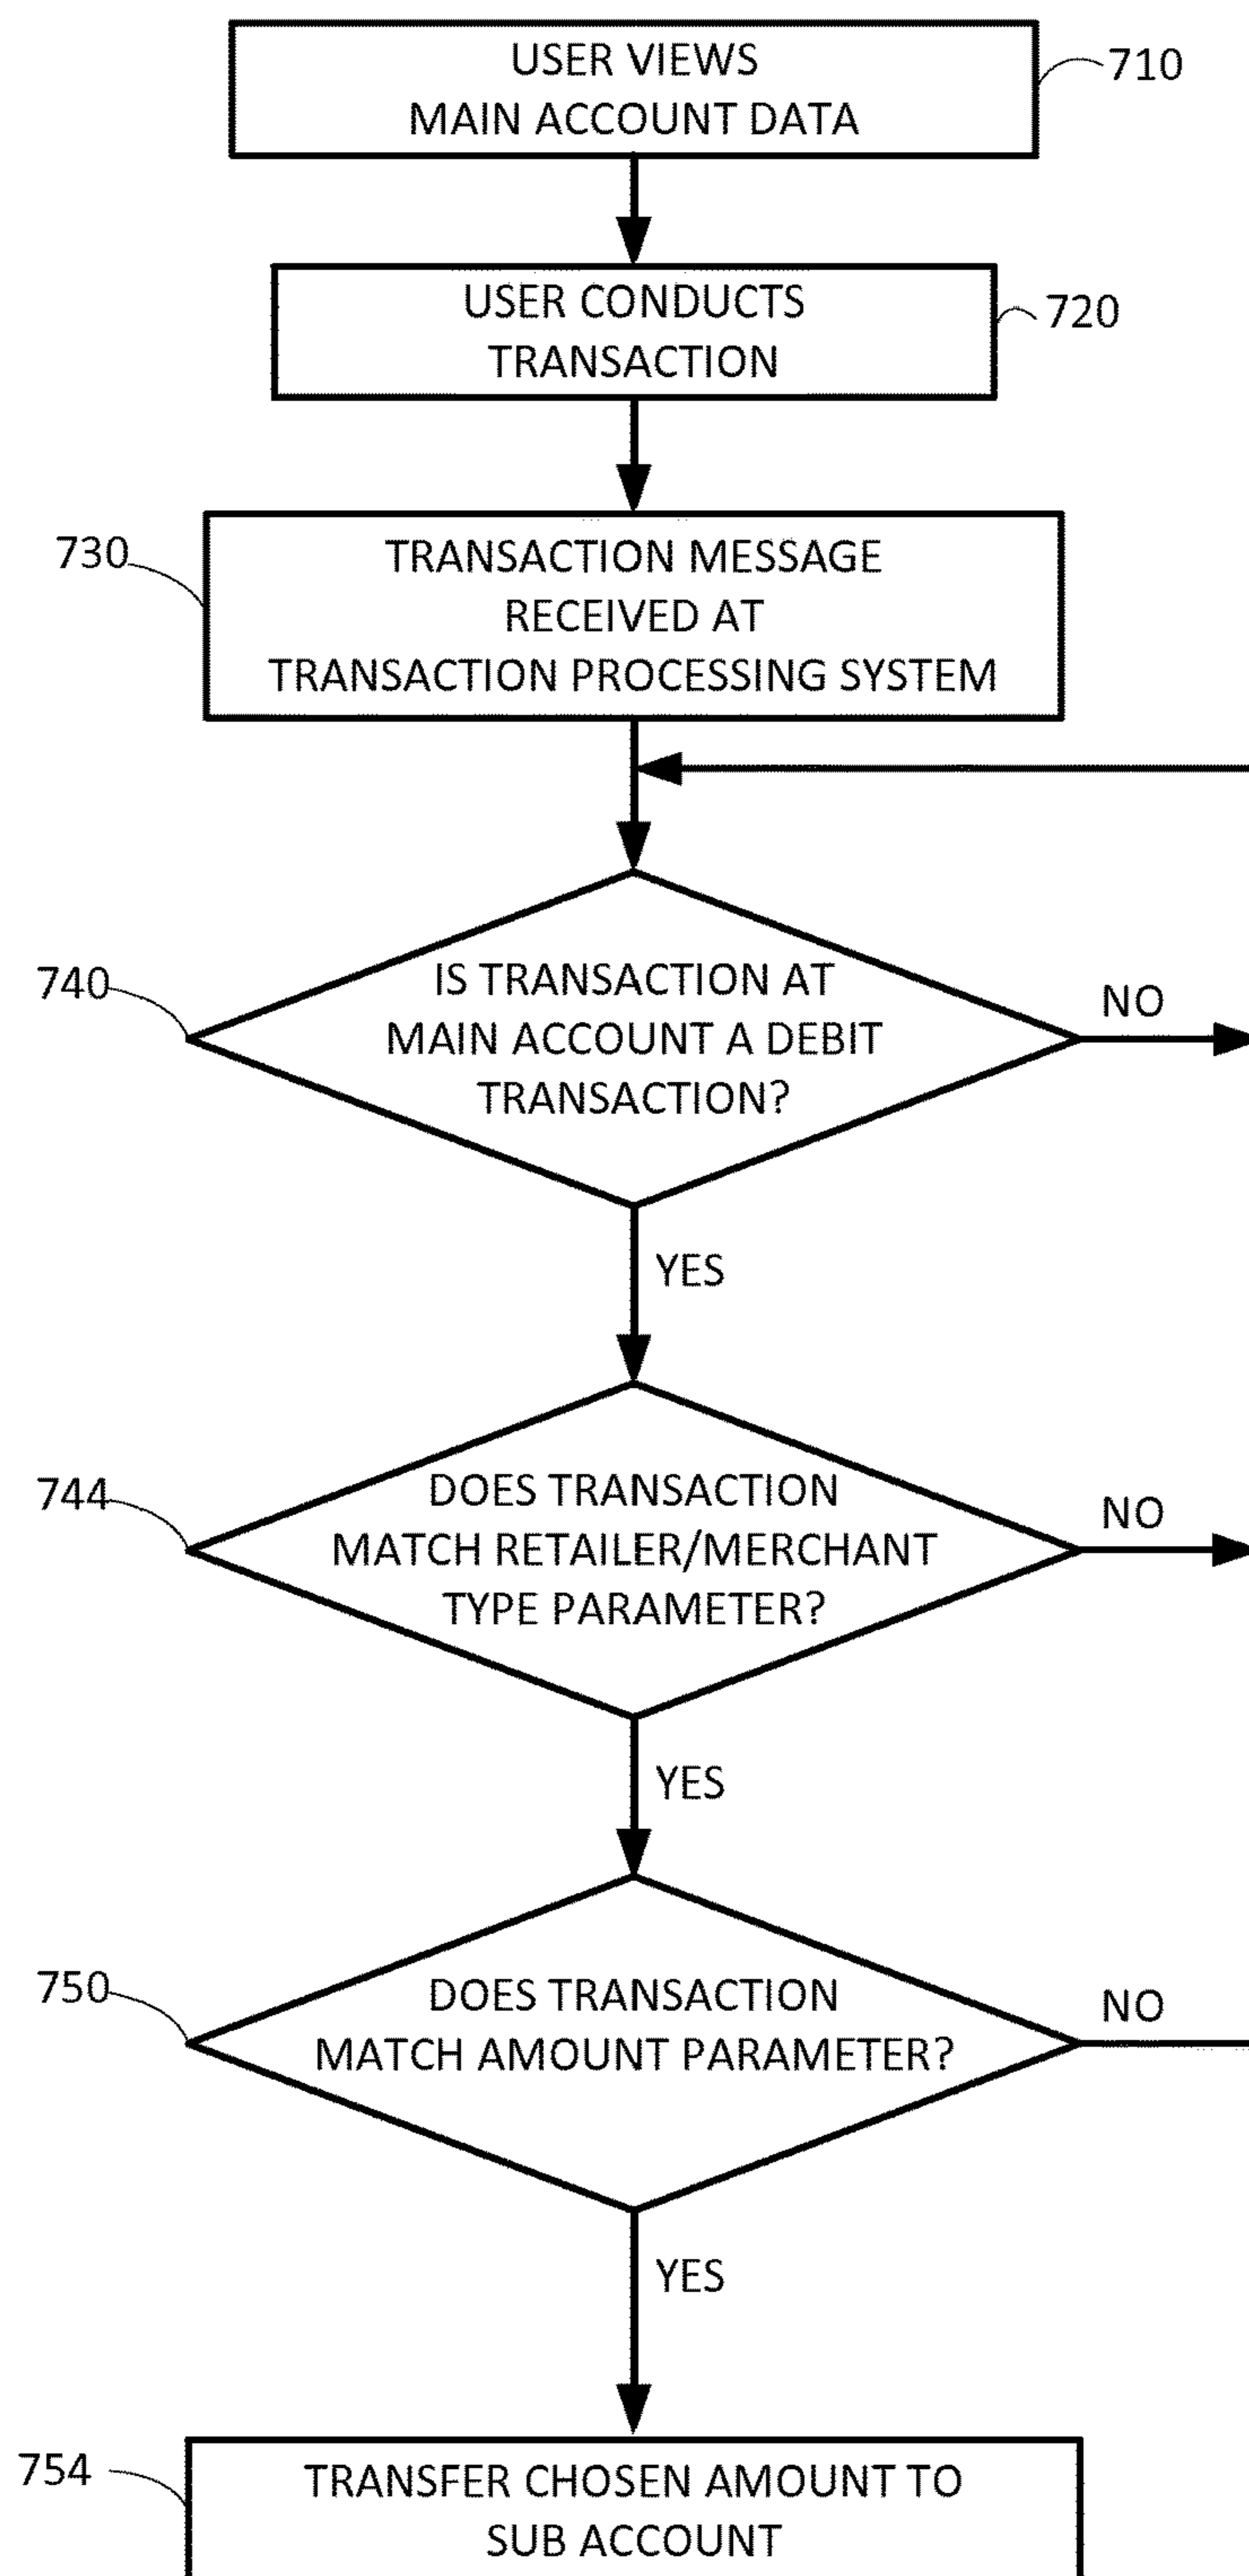 USER VIEWS
MAIN ACCOUNT DATA
710
USER CONDUCTS
TRANSACTION
720
730
TRANSACTION MESSAGE
RECEIVED AT
TRANSACTION PROCESSING SYSTEM
740
IS TRANSACTION AT
MAIN ACCOUNT A DEBIT
TRANSACTION?
NO
YES
744
DOES TRANSACTION
MATCH RETAILER/MERCHANT
TYPE PARAMETER?
NO
YES
750
DOES TRANSACTION
MATCH AMOUNT PARAMETER?
NO
YES
754
TRANSFER CHOSEN AMOUNT TO
SUB ACCOUNT